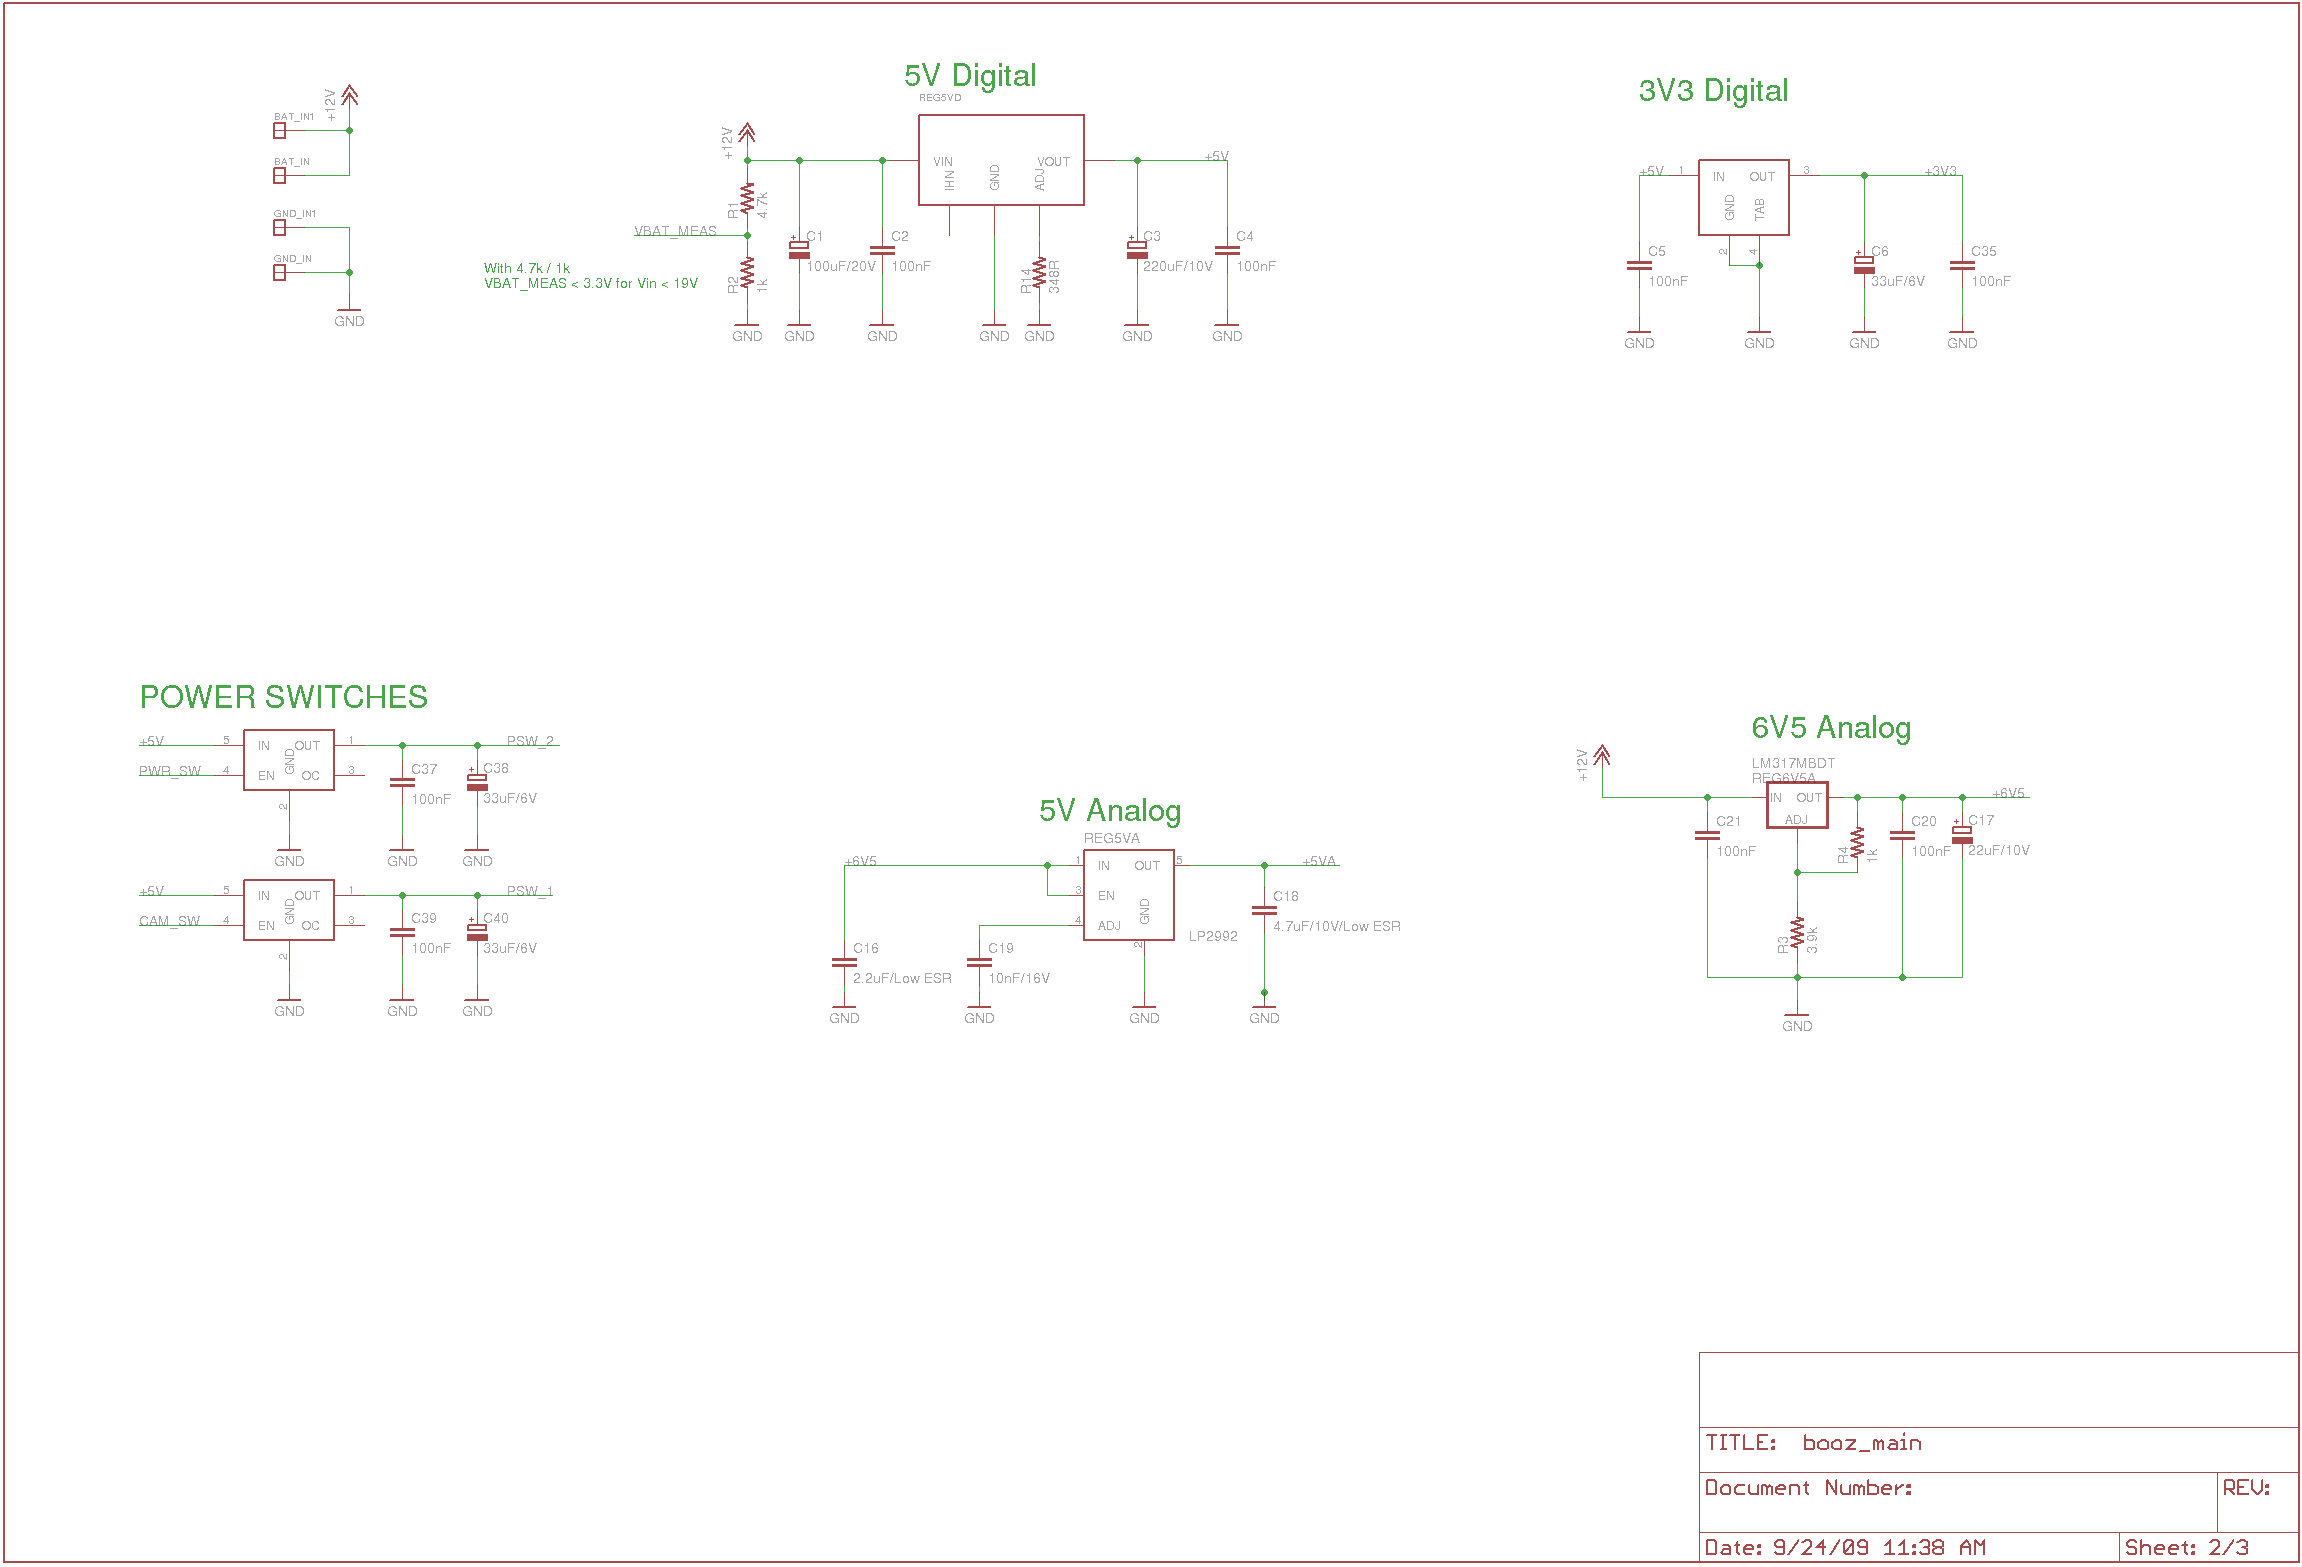 +12V
BAT_IN1
BAT_IN
GND_IN1
GND_IN
GND
5V Digital
REG5VD
+12V
VIN
VOUT
INH
GND
ADJ
+5V
R1
4.7k
VBAT_MEAS
With 4.7k / 1k
VBAT_MEAS < 3.3V for Vin < 19V
R2
1k
+
C1
100uF/20V
C2
100nF
R14
348R
+
C3
220uF/10V
C4
100nF
GND
GND
GND
GND
GND
GND
GND
3V3 Digital
+5V
1
IN
OUT
3
+3V3
GND
TAB
2
4
C5
100nF
+
C6
33uF/6V
C35
100nF
GND
GND
GND
GND
POWER SWITCHES
+5V
5
IN
OUT
1
PSW_2
PWR_SW
4
EN
GND
OC
3
2
C37
100nF
+
C38
33uF/6V
GND
GND
GND
+5V
5
IN
OUT
1
PSW_1
CAM_SW
4
EN
GND
OC
3
2
C39
100nF
+
C40
33uF/6V
GND
GND
GND
5V Analog
REG5VA
+6V5
1
IN
OUT
5
+5VA
3
EN
4
ADJ
GND
2
LP2992
C16
2.2uF/Low ESR
C19
10nF/16V
C18
4.7uF/10V/Low ESR
GND
GND
GND
GND
6V5 Analog
LM317MBDT
REG6V5A
+12V
IN
OUT
ADJ
+6V5
C21
100nF
R4
1k
C20
100nF
+
C17
22uF/10V
R3
3.9k
GND
TITLE: booz_main
Document Number:
REV:
Date: 9/24/09 11:38 AM
Sheet: 2/3